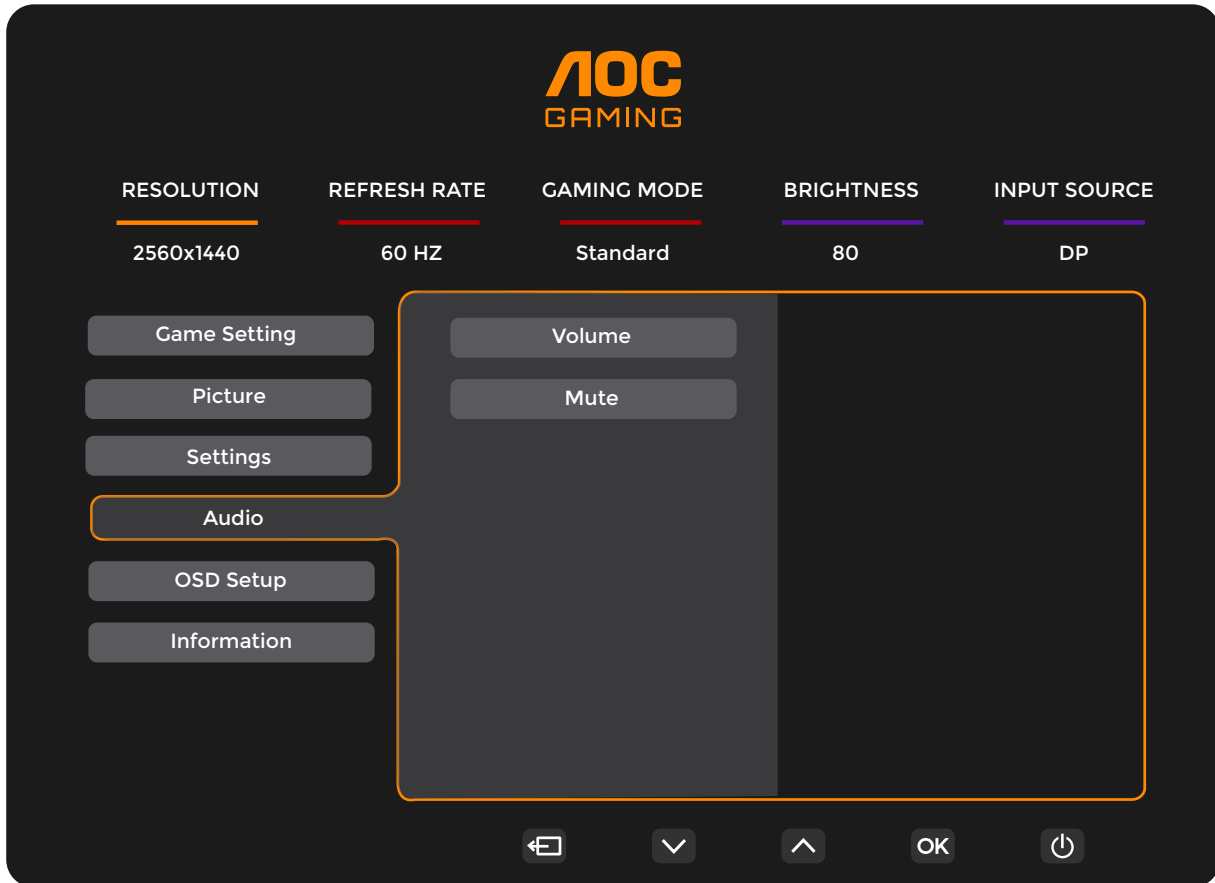 AOC
GAMING
RESOLUTION REFRESH RATE GAMING MODE BRIGHTNESS INPUT SOURCE
2560x1440 60 HZ Standard 80 DP
Game Setting Volume
Picture Mute
Settings
Audio
OSD Setup
Information
OK